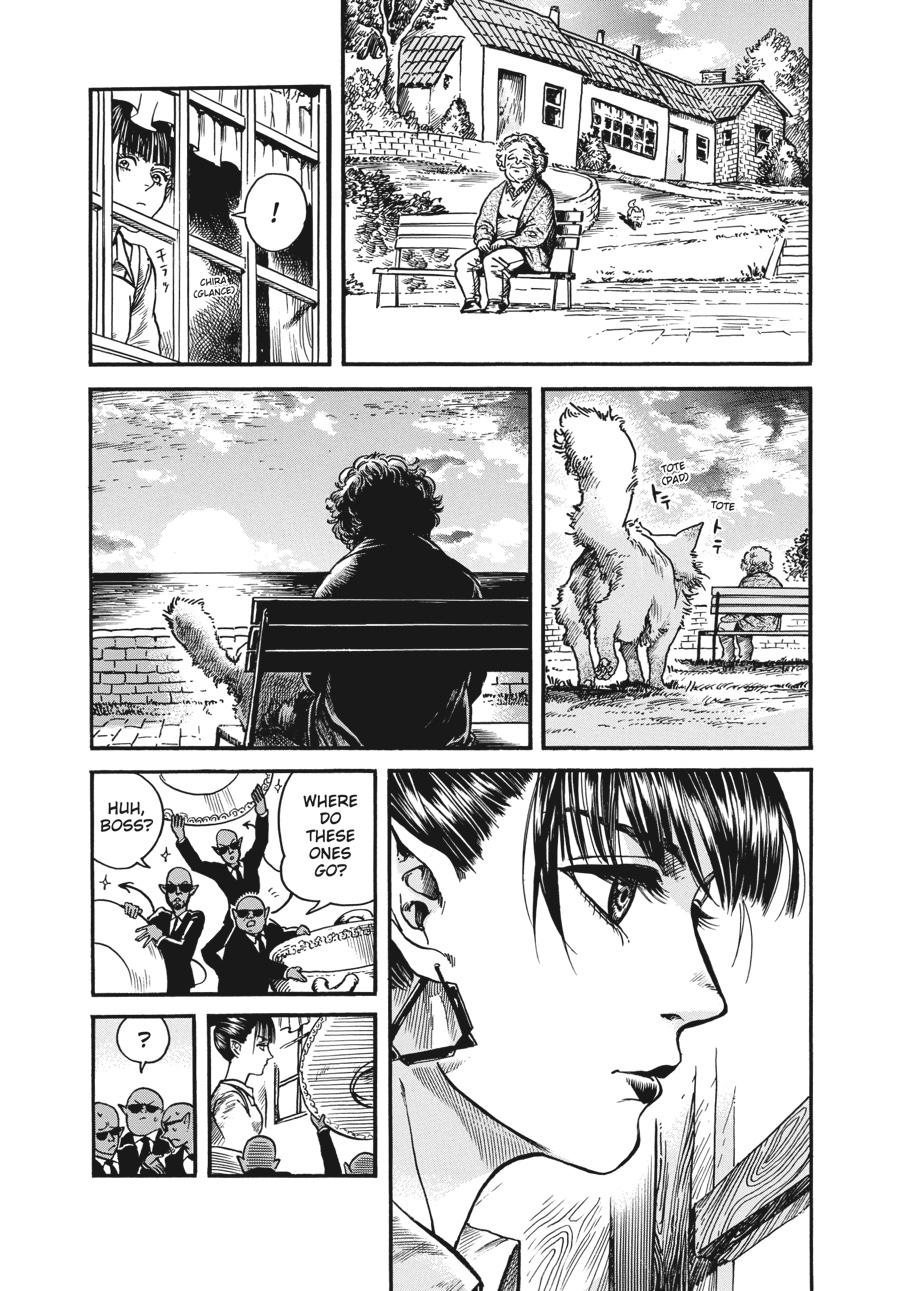 !
チラッ
CHIRA
(GLANCE)
TOTE
(PAD)
トテ
TOTE
トテ
WHERE
DO
THESE
ONES
GO?
HUH,
BOSS?
?